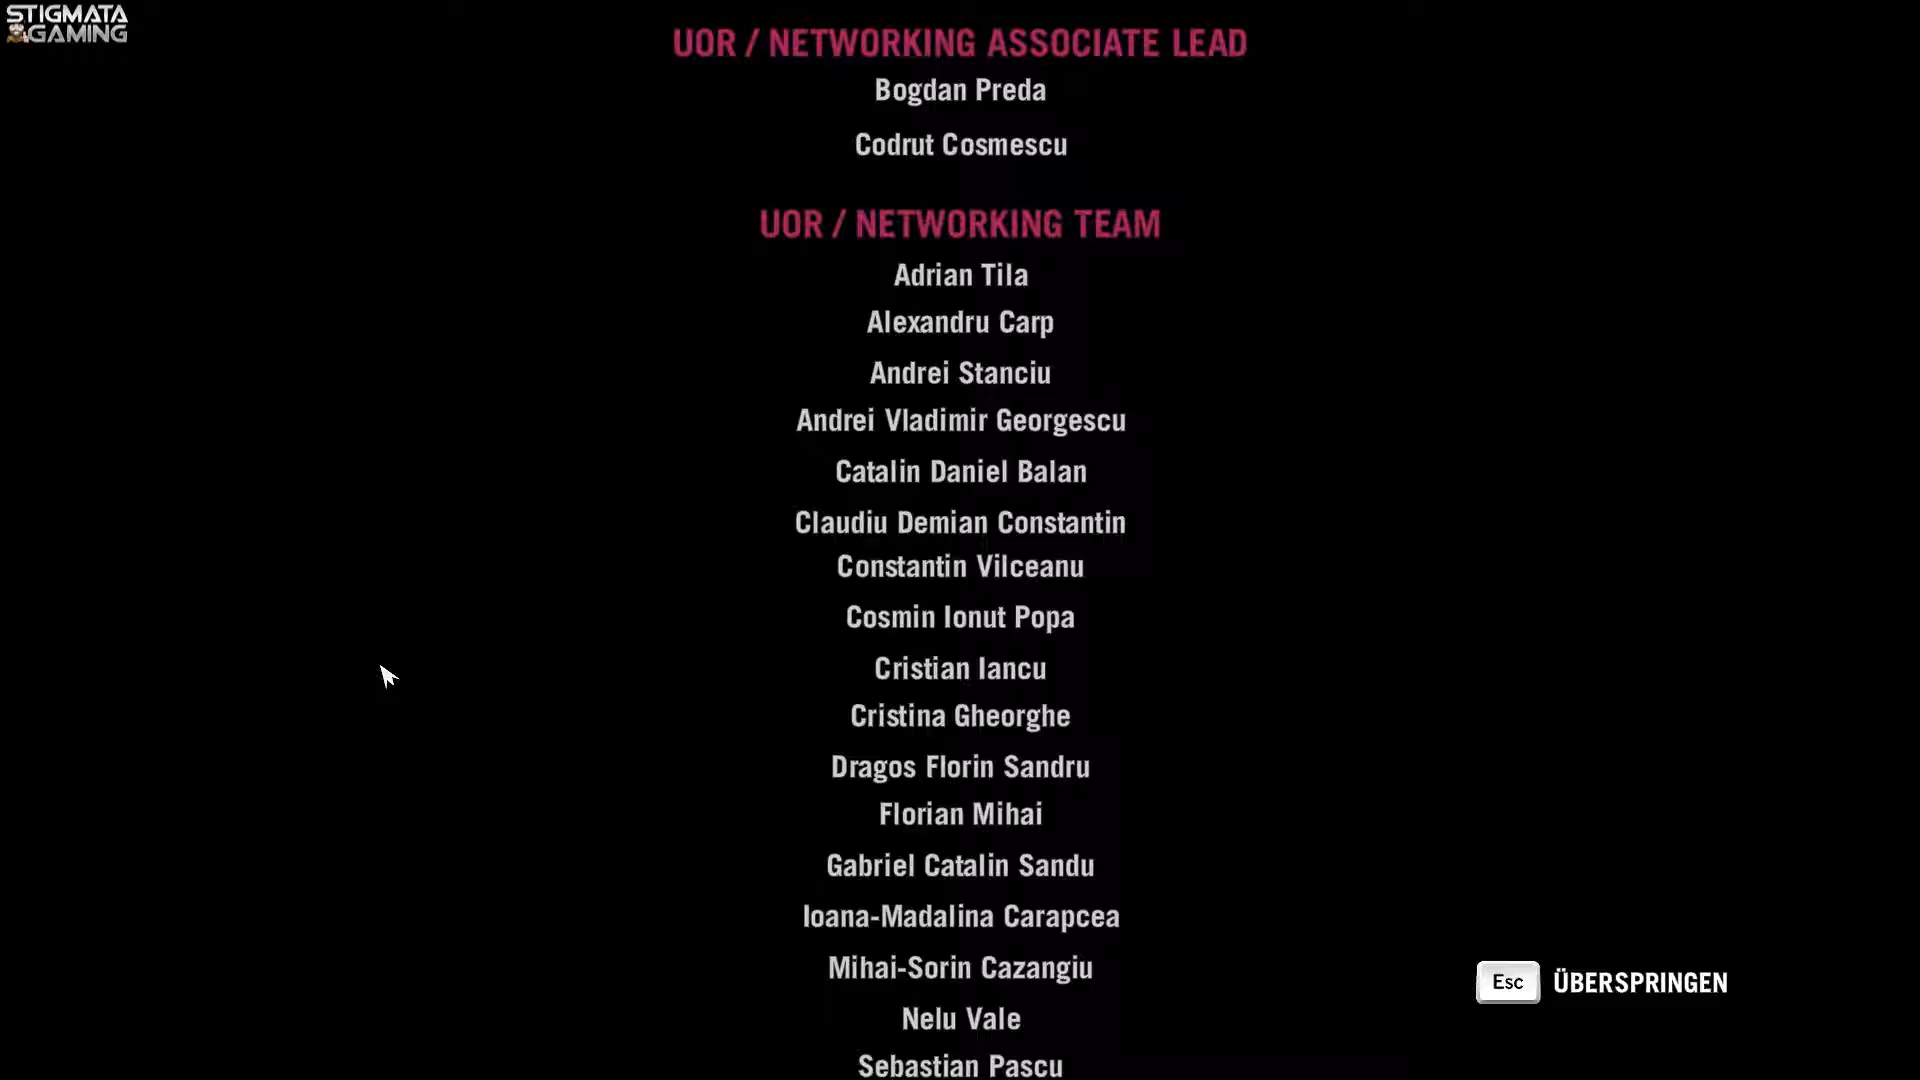 STIGMATA
GAMING
UOR / NETWORKING ASSOCIATE LEAD
Bogdan Preda
Codrut Cosmescu
UOR / NETWORKING TEAM
Adrian Tila
Alexandru Carp
Andrei Stanciu
Andrei Vladimir Georgescu
Catalin Daniel Balan
Claudiu Demian Constantin
Constantin Vilceanu
Cosmin Ionut Popa
Cristian Iancu
Cristina Gheorghe
Dragos Florin Sandru
Florian Mihai
Gabriel Catalin Sandu
Ioana-Madalina Carapcea
Mihai-Sorin Cazangiu
Esc ÜBERSPRINGEN
Nelu Vale
Sebastian Pascu